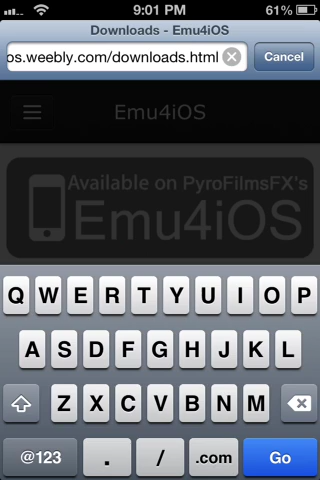 9:01 PM 61%
Downloads - Emu4iOS
os.weebly.com/downloads.html Cancel
Emu4iOS
Available on PyroFilmsFX's
Emu4iOS
Q W E R T Y U I O P
A S D F G H J K L
Z X C V B N M
@123 . / .com Go